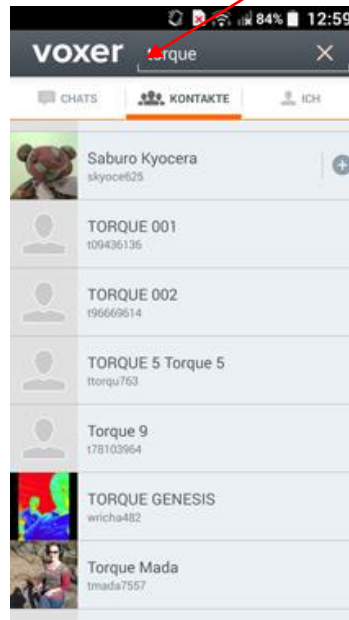 84% 12:59
voxer torque
CHATS KONTAKTE ICH
Saburo Kyocera
skyoce625
TORQUE 001
t09436136
TORQUE 002
t96669614
TORQUE 5 Torque 5
ttorqu763
Torque 9
t78103964
TORQUE GENESIS
wricha482
Torque Mada
tmada7557